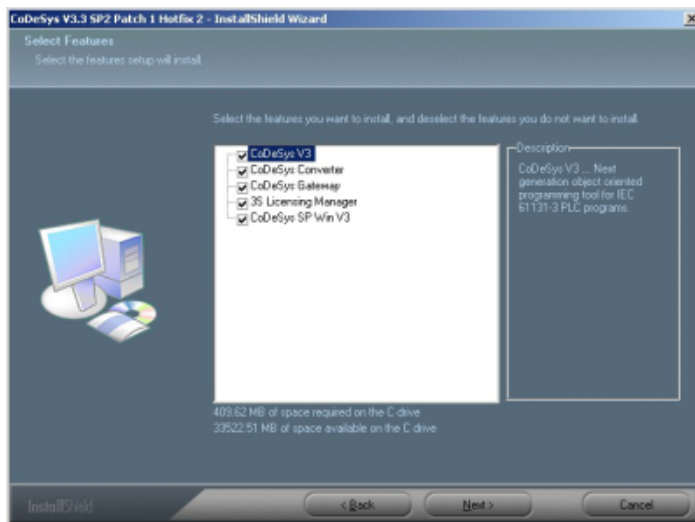 CoDeSys V3.3 SP2 Patch 1 Hotfix 2 - InstallShield Wizard
Select Features
Select the features setup will install.
Select the features you want to install, and deselect the features you do not want to install.
CoDeSys V3
CoDeSys Converter
CoDeSys Gateway
3S Licensing Manager
CoDeSys SP Win V3
Description
CoDeSys V3 ... Next
generation object oriented
programming tool for IEC
61131-3 PLC programs.
409.62 MB of space required on the C drive
33522.51 MB of space available on the C drive
InstallShield
< Back
Next >
Cancel